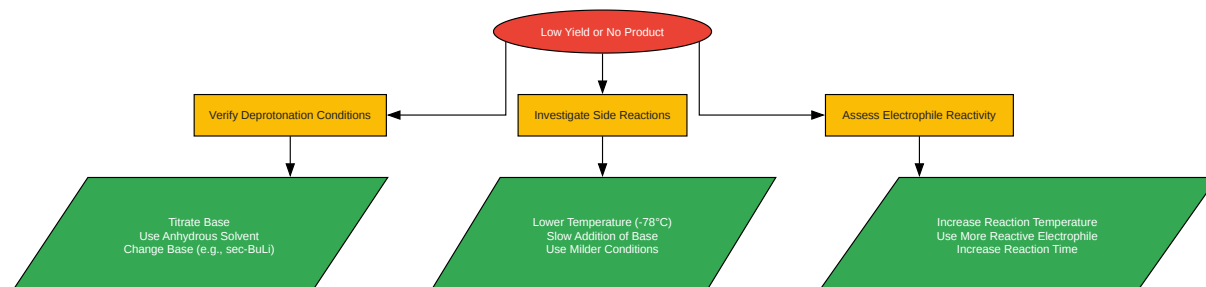 Low Yield or No Product
Verify Deprotonation Conditions
Investigate Side Reactions
Assess Electrophile Reactivity
Titrate Base
Use Anhydrous Solvent
Change Base (e.g., sec-BuLi)
Lower Temperature (-78°C)
Slow Addition of Base
Use Milder Conditions
Increase Reaction Temperature
Use More Reactive Electrophile
Increase Reaction Time